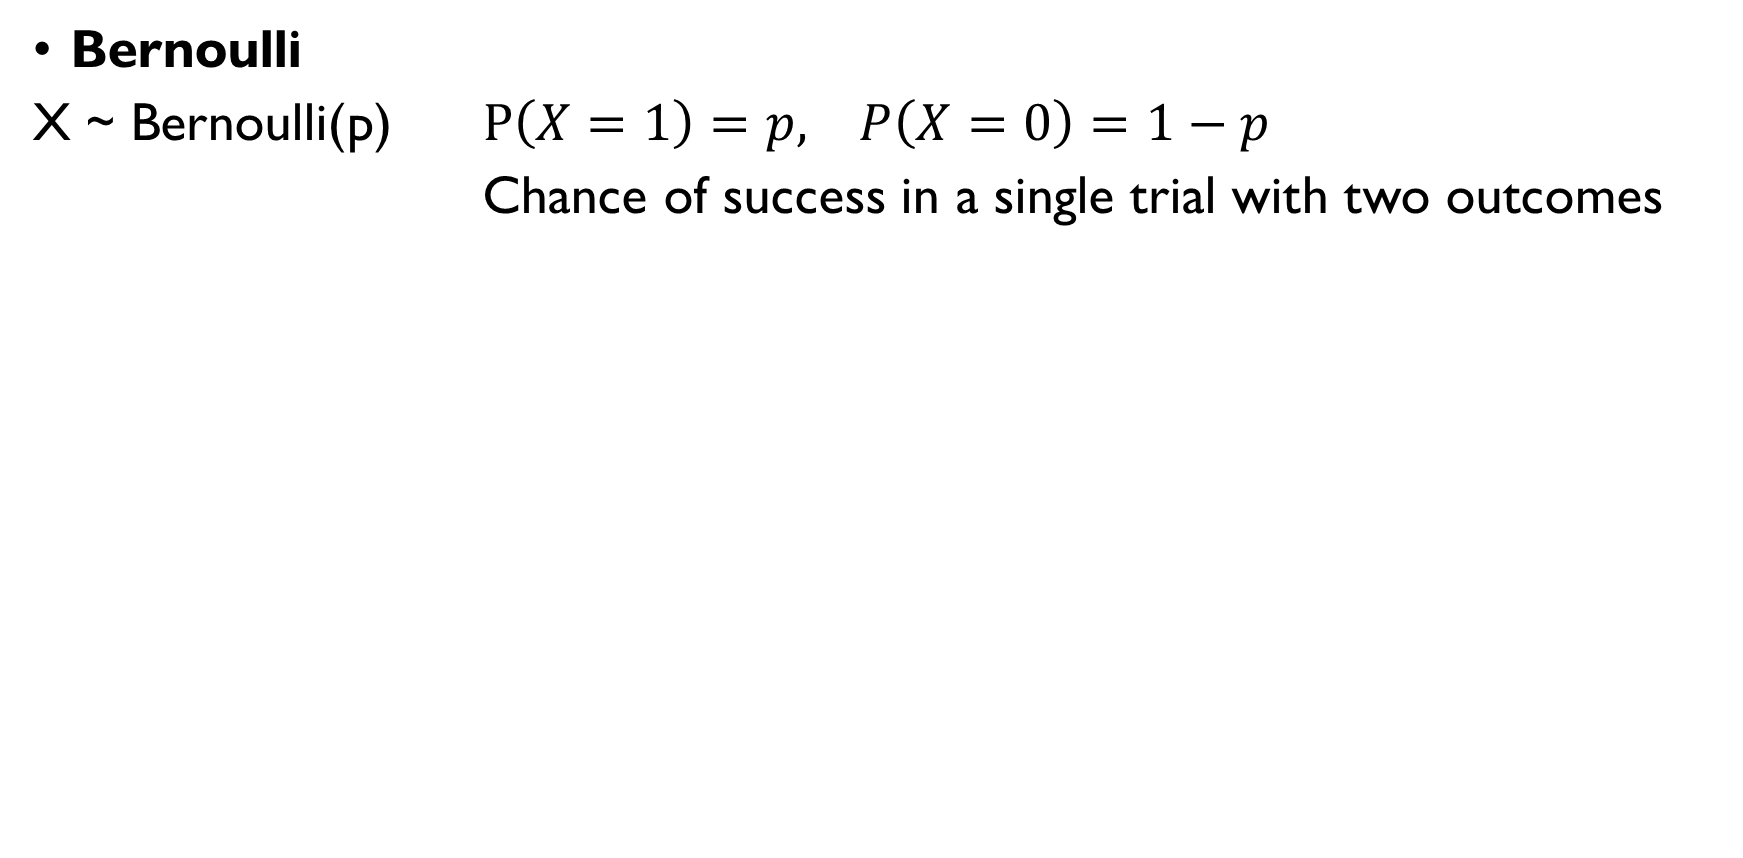 • Bernoulli
X ~ Bernoulli(p) P(X = 1) = p, P(X = 0) = 1 − p
Chance of success in a single trial with two outcomes